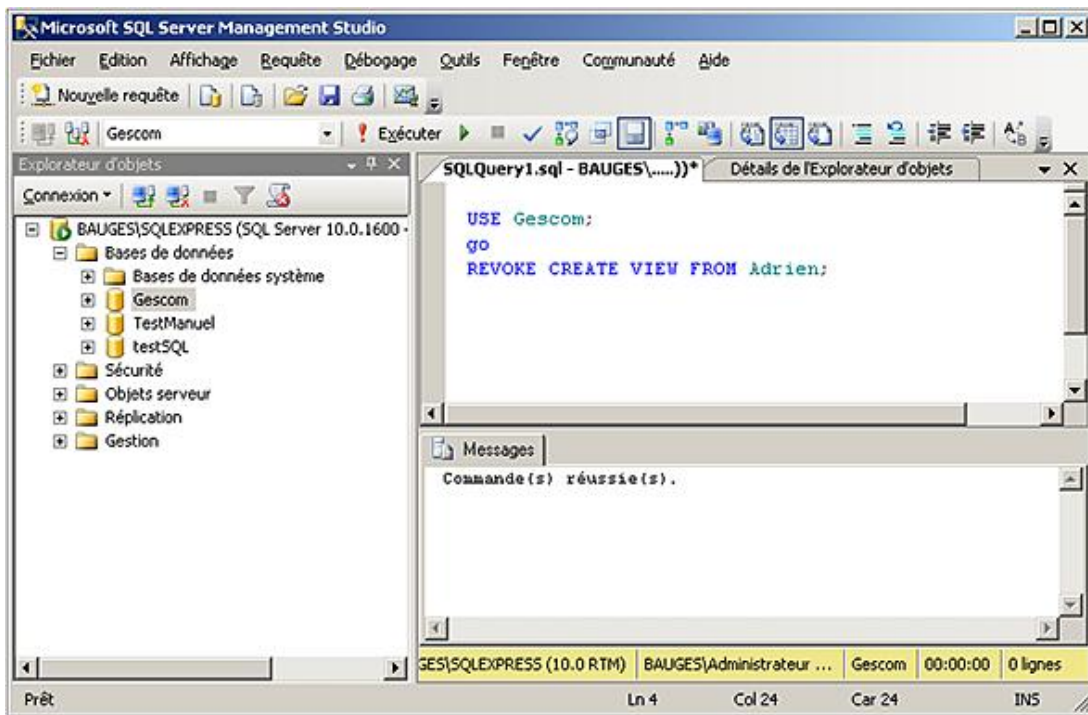 Microsoft SQL Server Management Studio
Fichier Edition Affichage Requête Débogage Outils Fenêtre Communauté Aide
Nouvelle requête
Gescom Exécuter
Explorateur d'objets
SQLQuery1.sql - BAUGES\.....))* Détails de l'Explorateur d'objets
Connexion
BAUGES\SQLEXPRESS (SQL Server 10.0.1600 -
Bases de données
Bases de données système
Gescom
TestManuel
testSQL
Sécurité
Objets serveur
Réplication
Gestion
USE Gescom;
go
REVOKE CREATE VIEW FROM Adrien;
Messages
Commande(s) réussie(s).
GES\SQLEXPRESS (10.0 RTM) BAUGES\Administrateur ... Gescom 00:00:00 0 lignes
Prêt Ln 4 Col 24 Car 24 INS